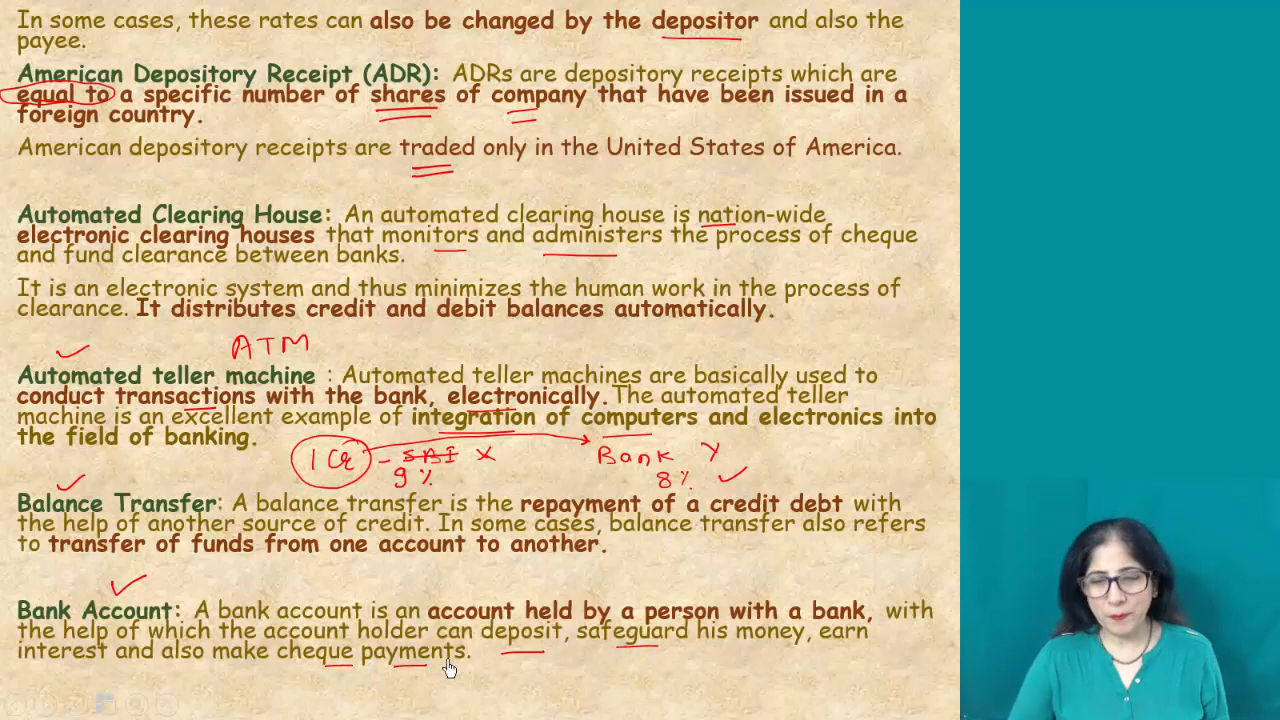 In some cases, these rates can also be changed by the depositor and also the
payee.
American Depository Receipt (ADR): ADRs are depository receipts which are
equal to a specific number of shares of company that have been issued in a
foreign country.
American depository receipts are traded only in the United States of America.
Automated Clearing House: An automated clearing house is nation-wide
electronic clearing houses that monitors and administers the process of cheque
and fund clearance between banks.
It is an electronic system and thus minimizes the human work in the process of
clearance. It distributes credit and debit balances automatically.
ATM
Automated teller machine : Automated teller machines are basically used to
conduct transactions with the bank, electronically. The automated teller
machine is an excellent example of integration of computers and electronics into
the field of banking.
1 Cr - SBI X Bank Y
9 % 8 %
Balance Transfer: A balance transfer is the repayment of a credit debt with
the help of another source of credit. In some cases, balance transfer also refers
to transfer of funds from one account to another.
Bank Account: A bank account is an account held by a person with a bank, with
the help of which the account holder can deposit, safeguard his money, earn
interest and also make cheque payments.